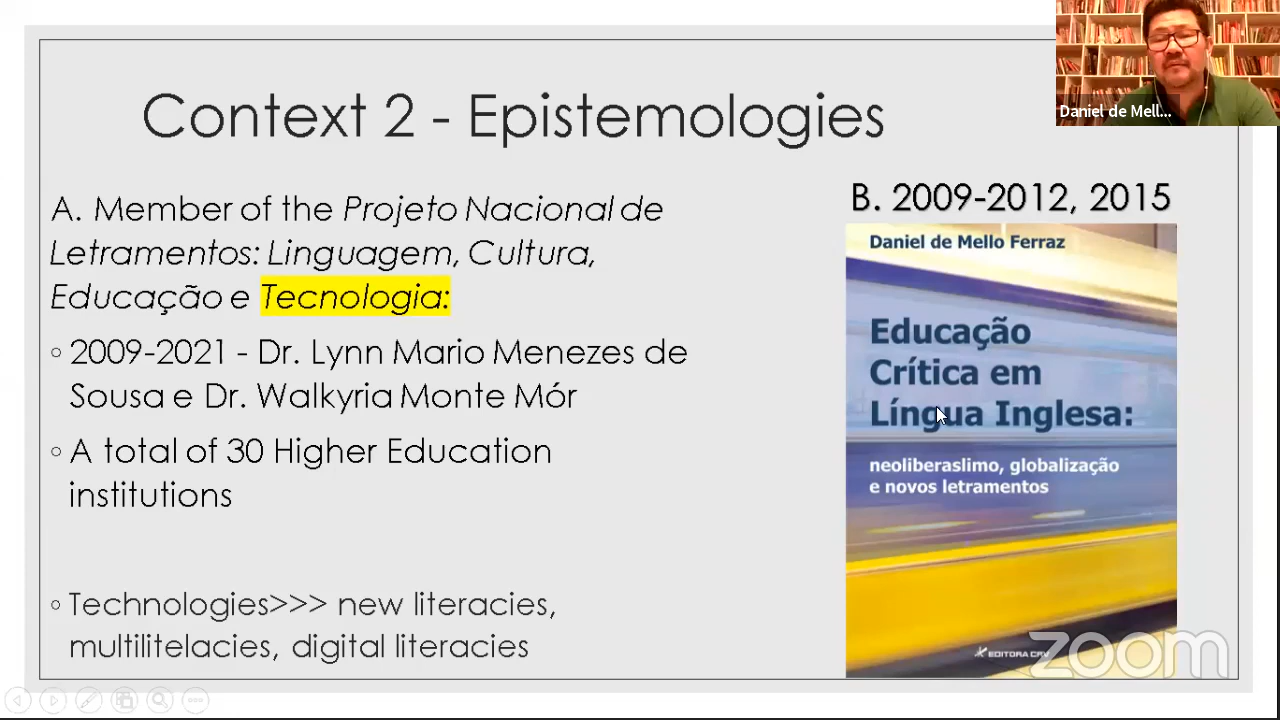 Context 2 - Epistemologies
A. Member of the Projeto Nacional de
Letramentos: Linguagem, Cultura,
Educação e Tecnologia:
◦ 2009-2021 - Dr. Lynn Mario Menezes de
Sousa e Dr. Walkyria Monte Mór
◦ A total of 30 Higher Education
institutions
◦ Technologies>>> new literacies,
multilitelacies, digital literacies
B. 2009-2012, 2015
Daniel de Mello Ferraz
Educação
Crítica em
Língua Inglesa:
neoliberaslimo, globalização
e novos letramentos
EDITORA CRV
zoom
Daniel de Mell...